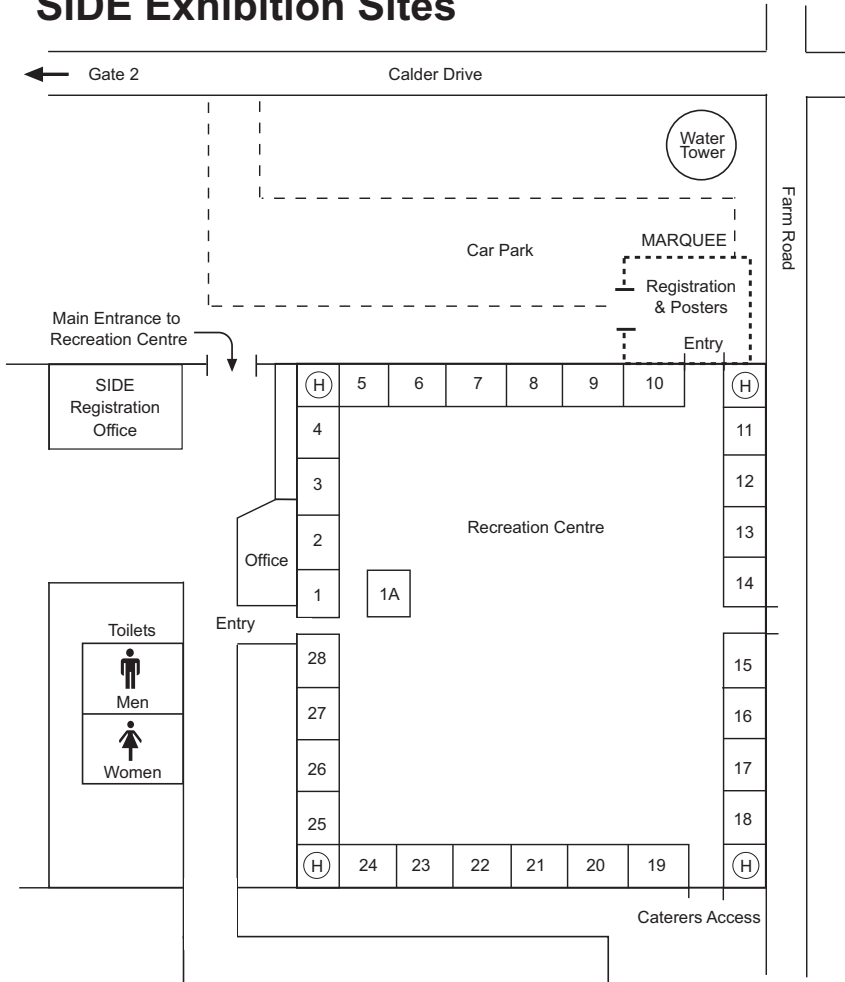 SIDE Exhibition Sites
Gate 2
Calder Drive
Water
Tower
Farm Road
MARQUEE
Car Park
Registration
& Posters
Main Entrance to
Recreation Centre
Entry
SIDE
Registration
Office
H
5
6
7
8
9
10
H
4
11
3
12
2
Recreation Centre
13
Office
1
1A
14
Entry
Toilets
28
15
Men
27
16
Women
26
17
25
18
H
24
23
22
21
20
19
H
Caterers Access